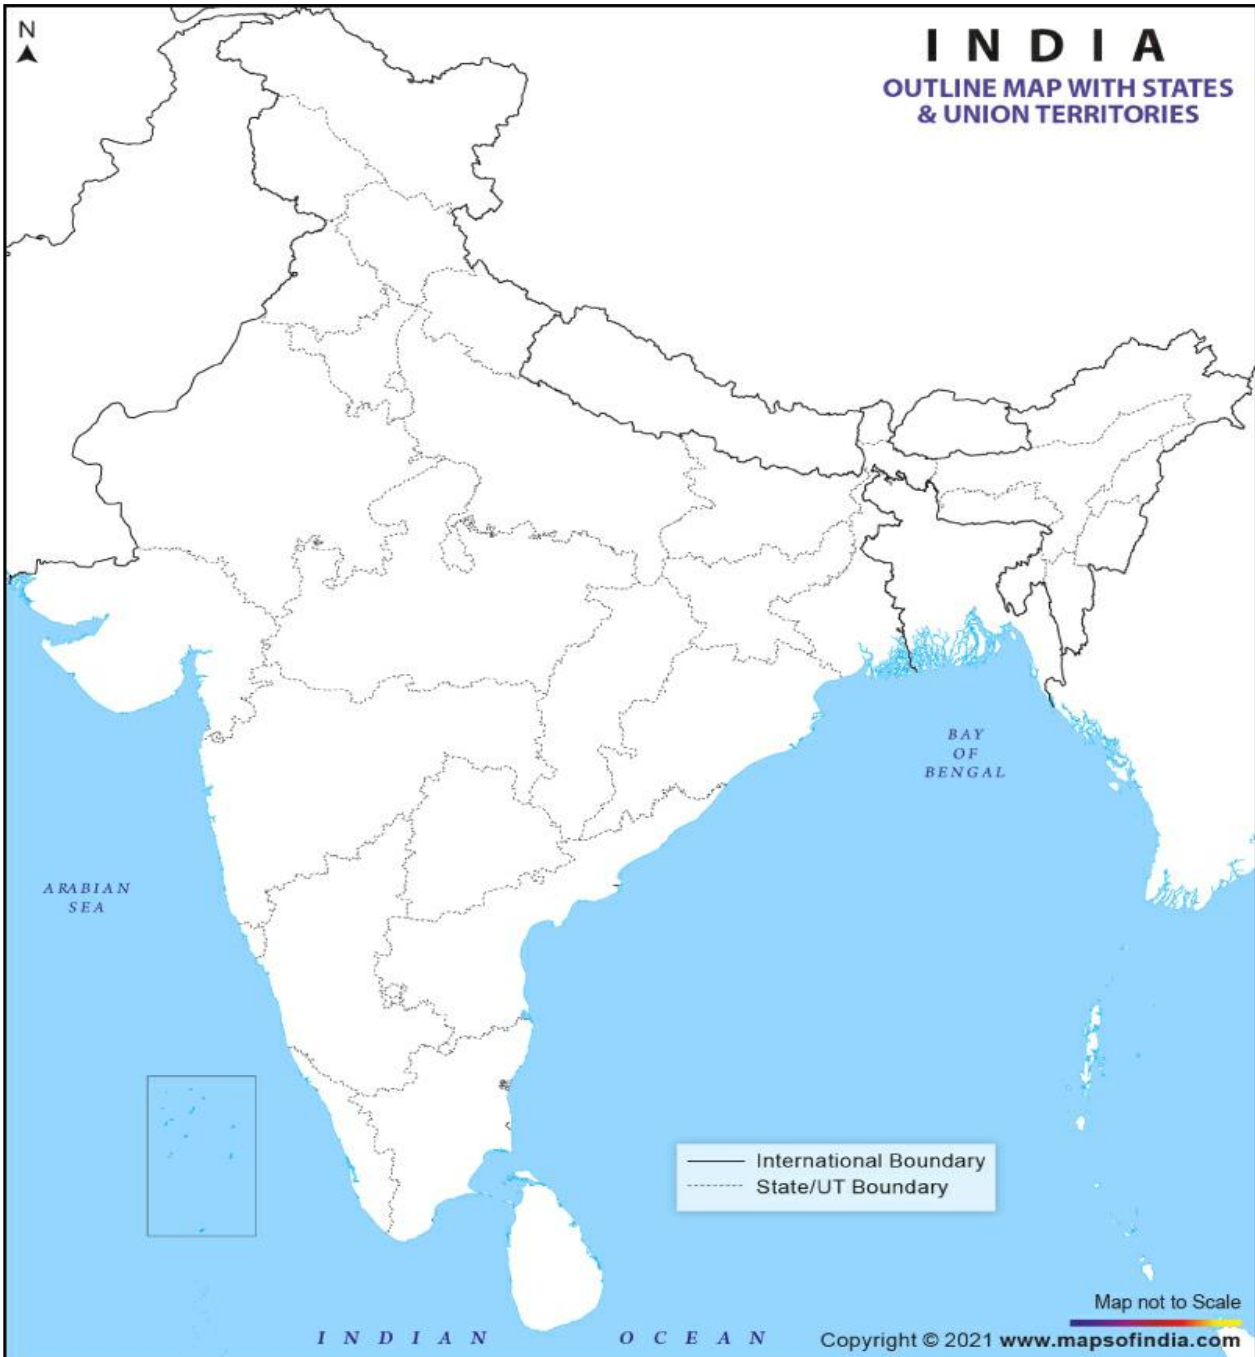 N
INDIA
OUTLINE MAP WITH STATES
& UNION TERRITORIES
BAY
OF
BENGAL
ARABIAN
SEA
International Boundary
State/UT Boundary
Map not to Scale
INDIAN OCEAN
Copyright © 2021 www.mapsofindia.com